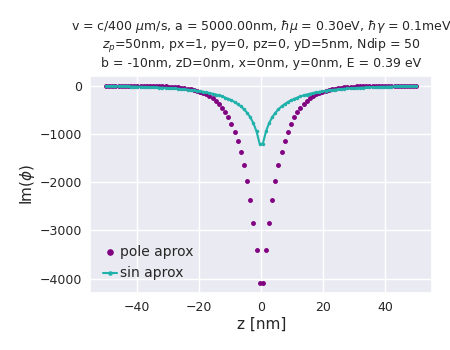 v = c/400 μm/s, a = 5000.00nm, ℏμ = 0.30eV, ℏγ = 0.1meV
zₚ=50nm, px=1, py=0, pz=0, yD=5nm, Ndip = 50
b = -10nm, zD=0nm, x=0nm, y=0nm, E = 0.39 eV
0
−1000
−2000
−3000
−4000
Im(ϕ)
pole aprox
sin aprox
−40 −20 0 20 40
z [nm]